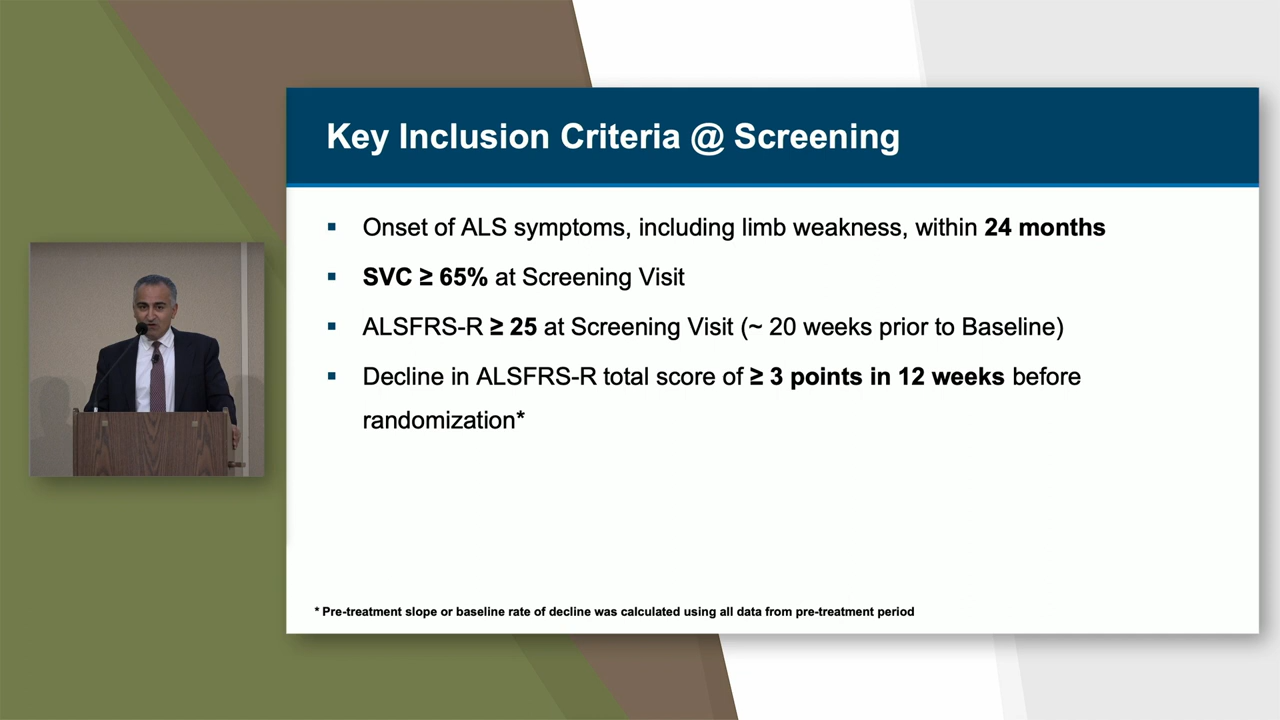 Key Inclusion Criteria @ Screening
▪ Onset of ALS symptoms, including limb weakness, within 24 months
▪ SVC ≥ 65% at Screening Visit
▪ ALSFRS-R ≥ 25 at Screening Visit (~ 20 weeks prior to Baseline)
▪ Decline in ALSFRS-R total score of ≥ 3 points in 12 weeks before
randomization*
* Pre-treatment slope or baseline rate of decline was calculated using all data from pre-treatment period